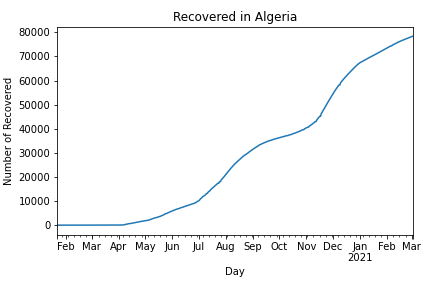 Recovered in Algeria
80000
70000
60000
50000
40000
30000
20000
10000
0
Number of Recovered
Feb Mar Apr May Jun Jul Aug Sep Oct Nov Dec Jan Feb Mar
2021
Day